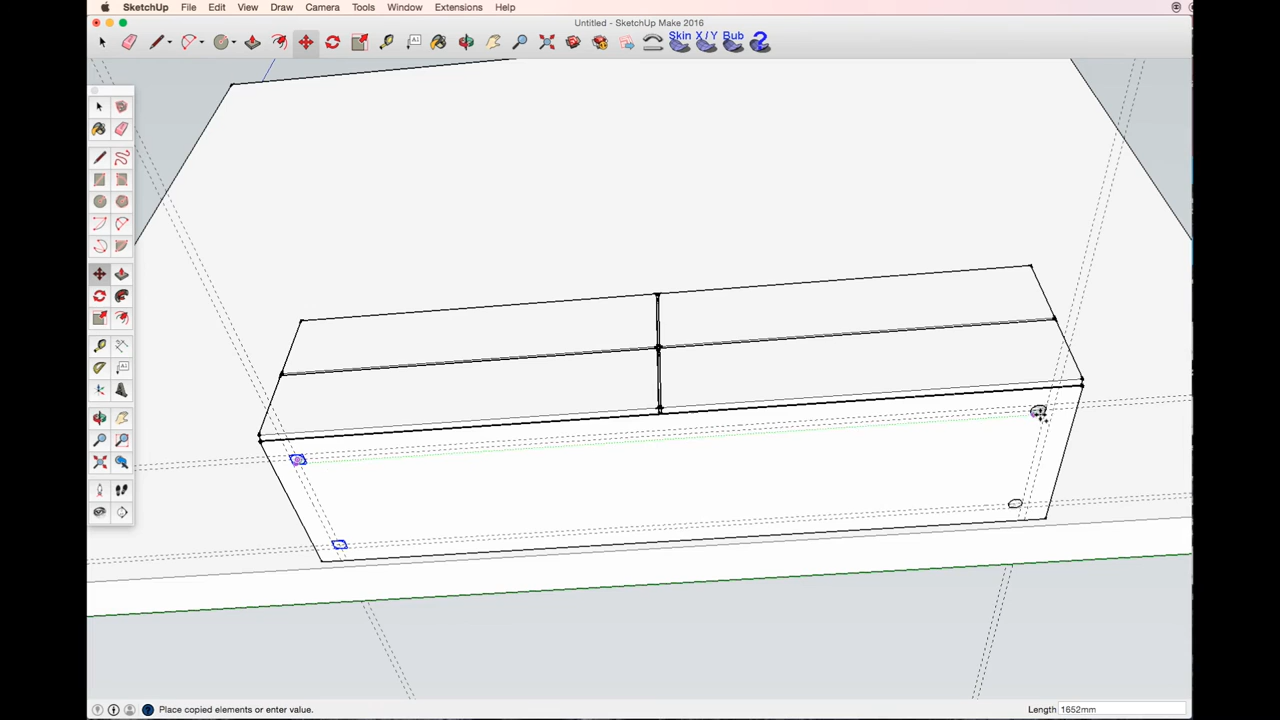 SketchUp File Edit View Draw Camera Tools Window Extensions Help
Untitled - SketchUp Make 2016
Skin X/Y Bub
Place copied elements or enter value.
Length 1652mm